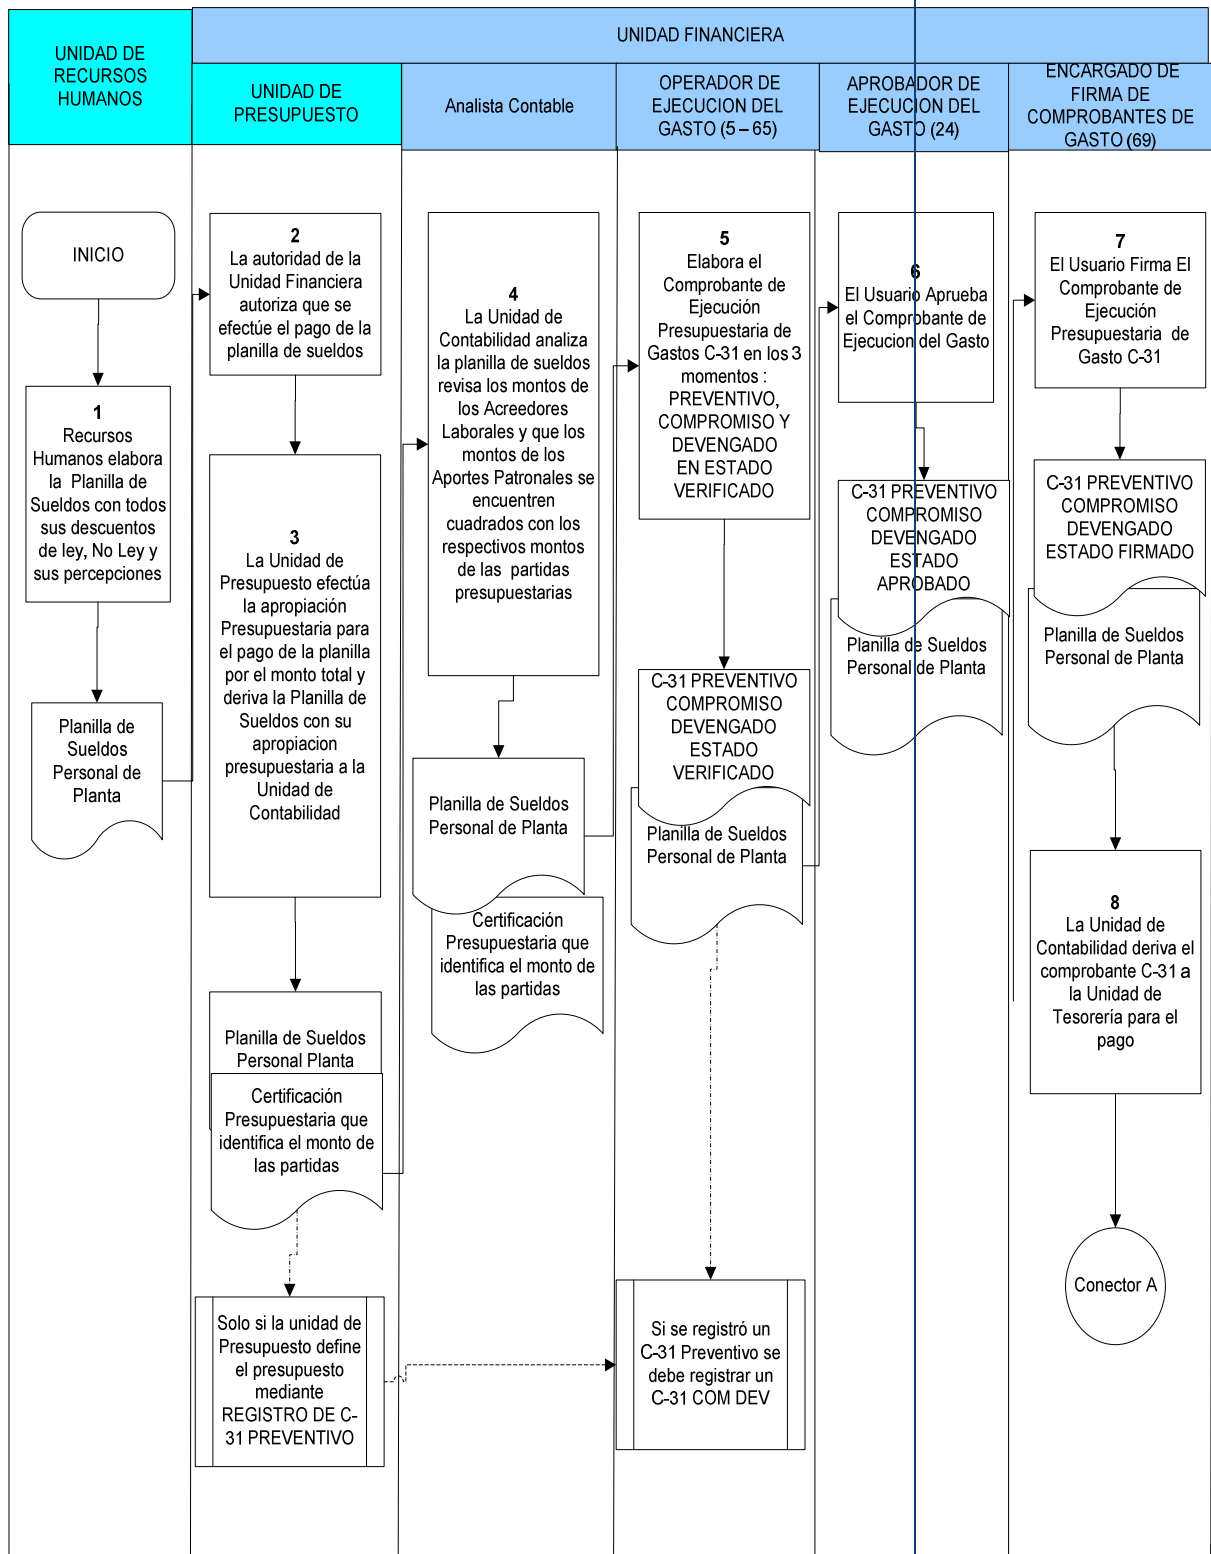 UNIDAD DE
RECURSOS
HUMANOS
UNIDAD FINANCIERA
UNIDAD DE
PRESUPUESTO
Analista Contable
OPERADOR DE
EJECUCION DEL
GASTO (5 – 65)
APROBADOR DE
EJECUCION DEL
GASTO (24)
ENCARGADO DE
FIRMA DE
COMPROBANTES DE
GASTO (69)
INICIO
1
Recursos
Humanos elabora
la Planilla de
Sueldos con todos
sus descuentos
de ley, No Ley y
sus percepciones
Planilla de
Sueldos
Personal de
Planta
2
La autoridad de la
Unidad Financiera
autoriza que se
efectúe el pago de la
planilla de sueldos
3
La Unidad de
Presupuesto efectúa
la apropiación
Presupuestaria para
el pago de la planilla
por el monto total y
deriva la Planilla de
Sueldos con su
apropiacion
presupuestaria a la
Unidad de
Contabilidad
Planilla de Sueldos
Personal Planta
Certificación
Presupuestaria que
identifica el monto de
las partidas
Solo si la unidad de
Presupuesto define
el presupuesto
mediante
REGISTRO DE C-
31 PREVENTIVO
4
La Unidad de
Contabilidad analiza
la planilla de sueldos
revisa los montos de
los Acreedores
Laborales y que los
montos de los
Aportes Patronales se
encuentren
cuadrados con los
respectivos montos
de las partidas
presupuestarias
Planilla de Sueldos
Personal de Planta
Certificación
Presupuestaria que
identifica el monto de
las partidas
5
Elabora el
Comprobante de
Ejecución
Presupuestaria de
Gastos C-31 en los 3
momentos :
PREVENTIVO,
COMPROMISO Y
DEVENGADO
EN ESTADO
VERIFICADO
C-31 PREVENTIVO
COMPROMISO
DEVENGADO
ESTADO
VERIFICADO
Planilla de Sueldos
Personal de Planta
Si se registró un
C-31 Preventivo se
debe registrar un
C-31 COM DEV
6
El Usuario Aprueba
el Comprobante de
Ejecucion del Gasto
C-31 PREVENTIVO
COMPROMISO
DEVENGADO
ESTADO
APROBADO
Planilla de Sueldos
Personal de Planta
7
El Usuario Firma El
Comprobante de
Ejecución
Presupuestaria de
Gasto C-31
C-31 PREVENTIVO
COMPROMISO
DEVENGADO
ESTADO FIRMADO
Planilla de Sueldos
Personal de Planta
8
La Unidad de
Contabilidad deriva el
comprobante C-31 a
la Unidad de
Tesorería para el
pago
Conector A